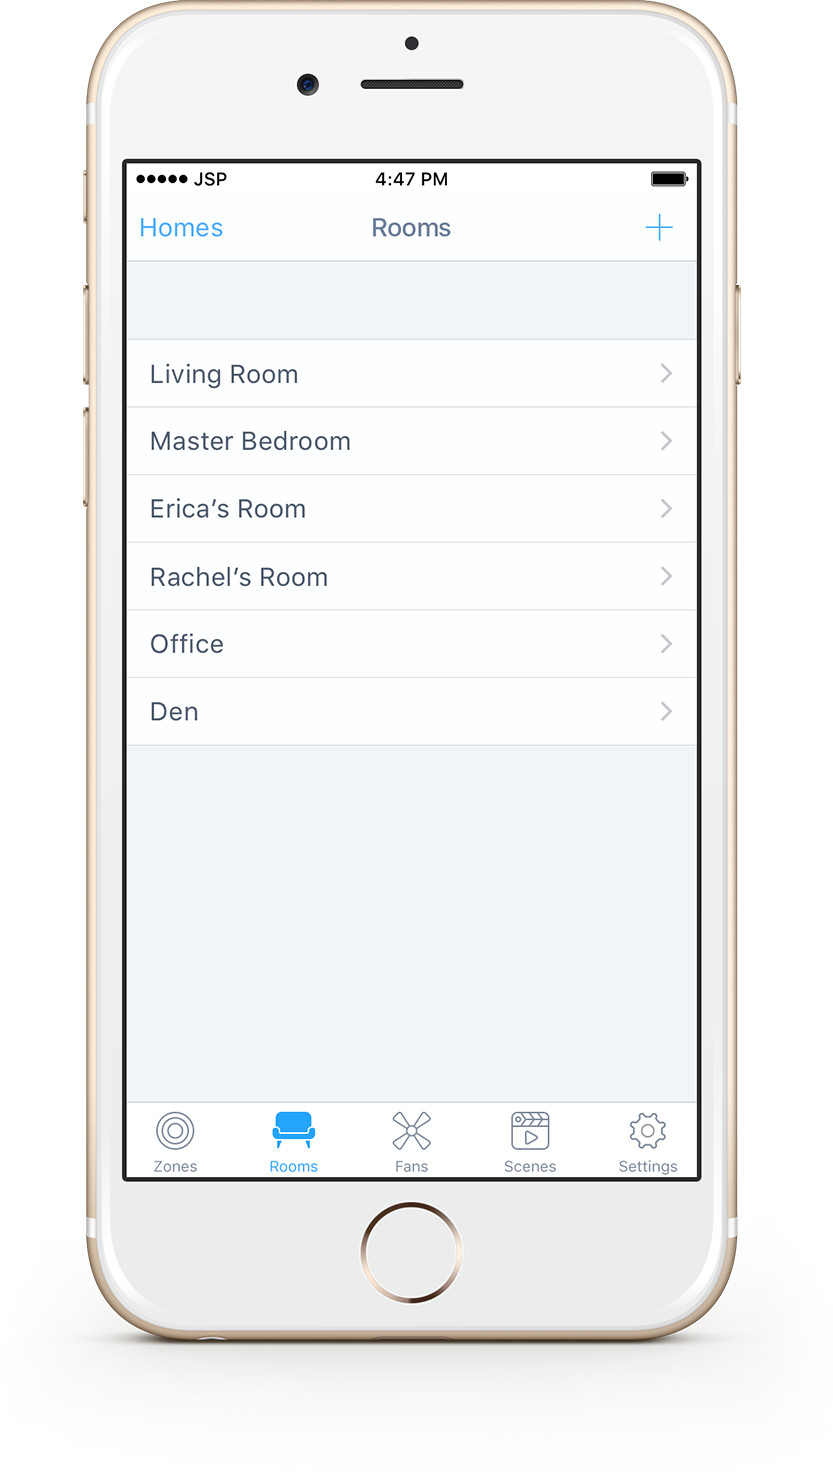 JSP 4:47 PM
Homes Rooms
Living Room
Master Bedroom
Erica’s Room
Rachel’s Room
Office
Den
Zones Rooms Fans Scenes Settings